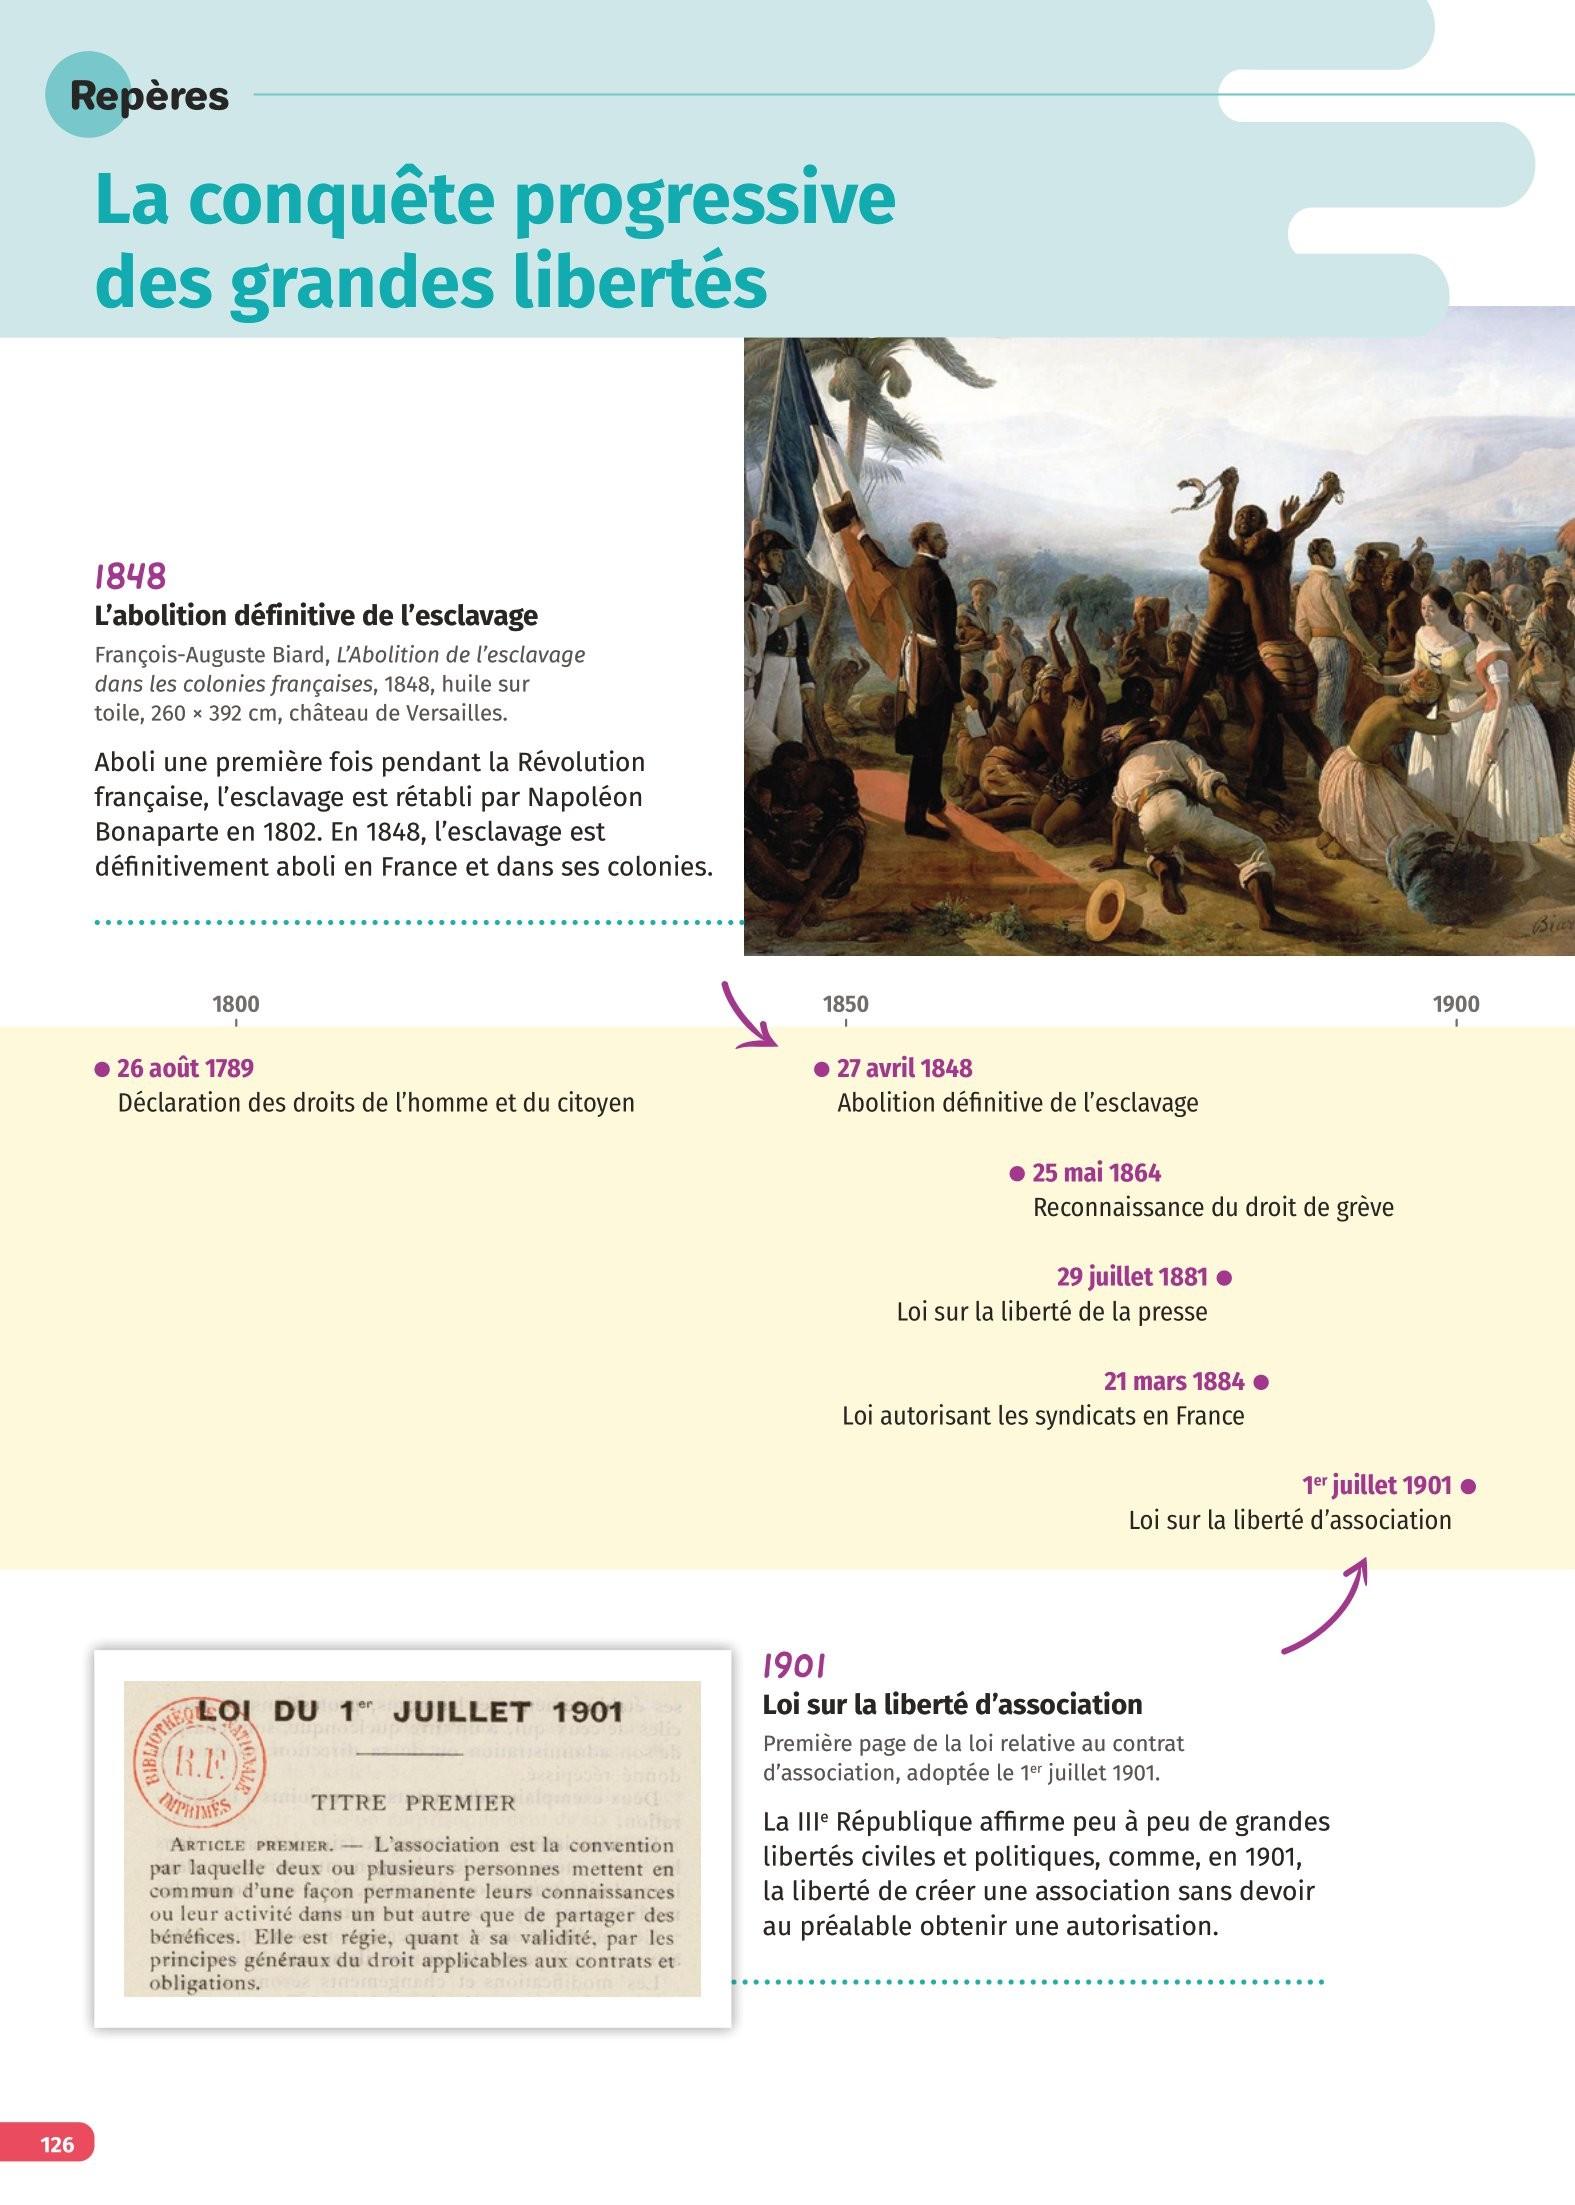 Repères
La conquête progressive
des grandes libertés
1848
L'abolition définitive de l'esclavage
François-Auguste Biard, L'Abolition de l'esclavage
dans les colonies françaises, 1848, huile sur
toile, 260 × 392 cm, château de Versailles.
Aboli une première fois pendant la Révolution
française, l'esclavage est rétabli par Napoléon
Bonaparte en 1802. En 1848, l'esclavage est
définitivement aboli en France et dans ses colonies.
1800
1850
1900
26 août 1789
Déclaration des droits de l'homme et du citoyen
27 avril 1848
Abolition définitive de l'esclavage
25 mai 1864
Reconnaissance du droit de grève
29 juillet 1881
Loi sur la liberté de la presse
21 mars 1884
Loi autorisant les syndicats en France
1er juillet 1901
Loi sur la liberté d'association
LOI DU 1er JUILLET 1901
BIBLIOTHÈQUE NATIONALE
R.F.
IMPRIMÉS
TITRE PREMIER
ARTICLE PREMIER. — L'association est la convention
par laquelle deux ou plusieurs personnes mettent en
commun d'une façon permanente leurs connaissances
ou leur activité dans un but autre que de partager des
bénéfices. Elle est régie, quant à sa validité, par les
principes généraux du droit applicables aux contrats et
obligations.
1901
Loi sur la liberté d'association
Première page de la loi relative au contrat
d'association, adoptée le 1er juillet 1901.
La IIIe République affirme peu à peu de grandes
libertés civiles et politiques, comme, en 1901,
la liberté de créer une association sans devoir
au préalable obtenir une autorisation.
126